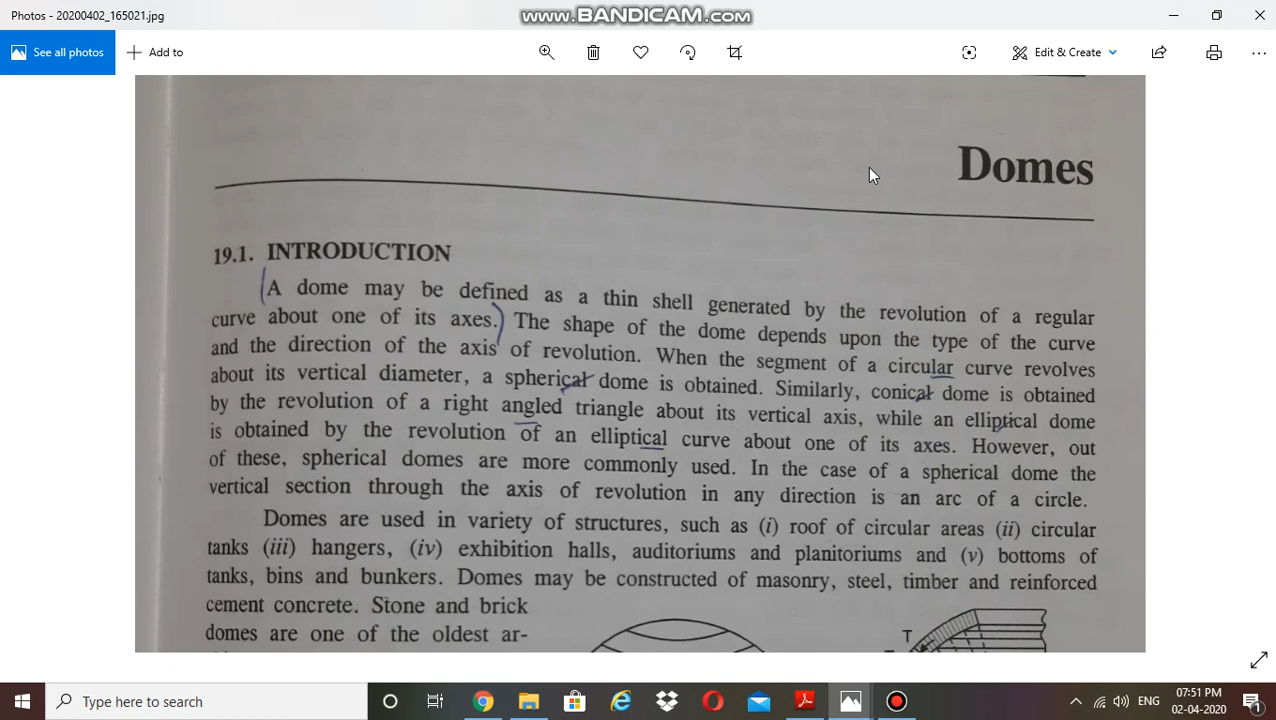 Photos - 20200402_165021.jpg
www.BANDICAM.com
See all photos
Add to
Edit & Create
Domes
19.1. INTRODUCTION
A dome may be defined as a thin shell generated by the revolution of a regular
curve about one of its axes. The shape of the dome depends upon the type of the curve
and the direction of the axis of revolution. When the segment of a circular curve revolves
about its vertical diameter, a spherical dome is obtained. Similarly, conical dome is obtained
by the revolution of a right angled triangle about its vertical axis, while an elliptical dome
is obtained by the revolution of an elliptical curve about one of its axes. However, out
of these, spherical domes are more commonly used. In the case of a spherical dome the
vertical section through the axis of revolution in any direction is an arc of a circle.
Domes are used in variety of structures, such as (i) roof of circular areas (ii) circular
tanks (iii) hangers, (iv) exhibition halls, auditoriums and planitoriums and (v) bottoms of
tanks, bins and bunkers. Domes may be constructed of masonry, steel, timber and reinforced
cement concrete. Stone and brick
domes are one of the oldest ar-
T
Type here to search
ENG
07:51 PM
02-04-2020
1